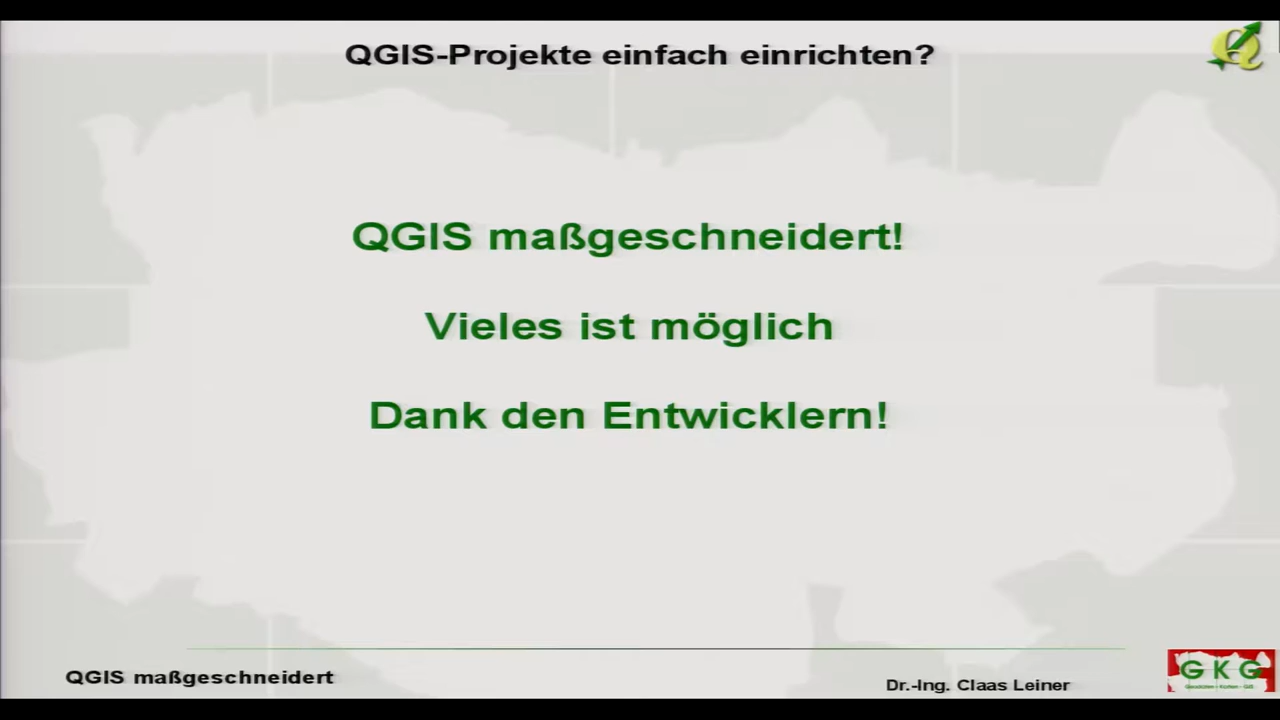 QGIS-Projekte einfach einrichten?
QGIS maßgeschneidert!
Vieles ist möglich
Dank den Entwicklern!
QGIS maßgeschneidert
Dr.-Ing. Claas Leiner
GKG